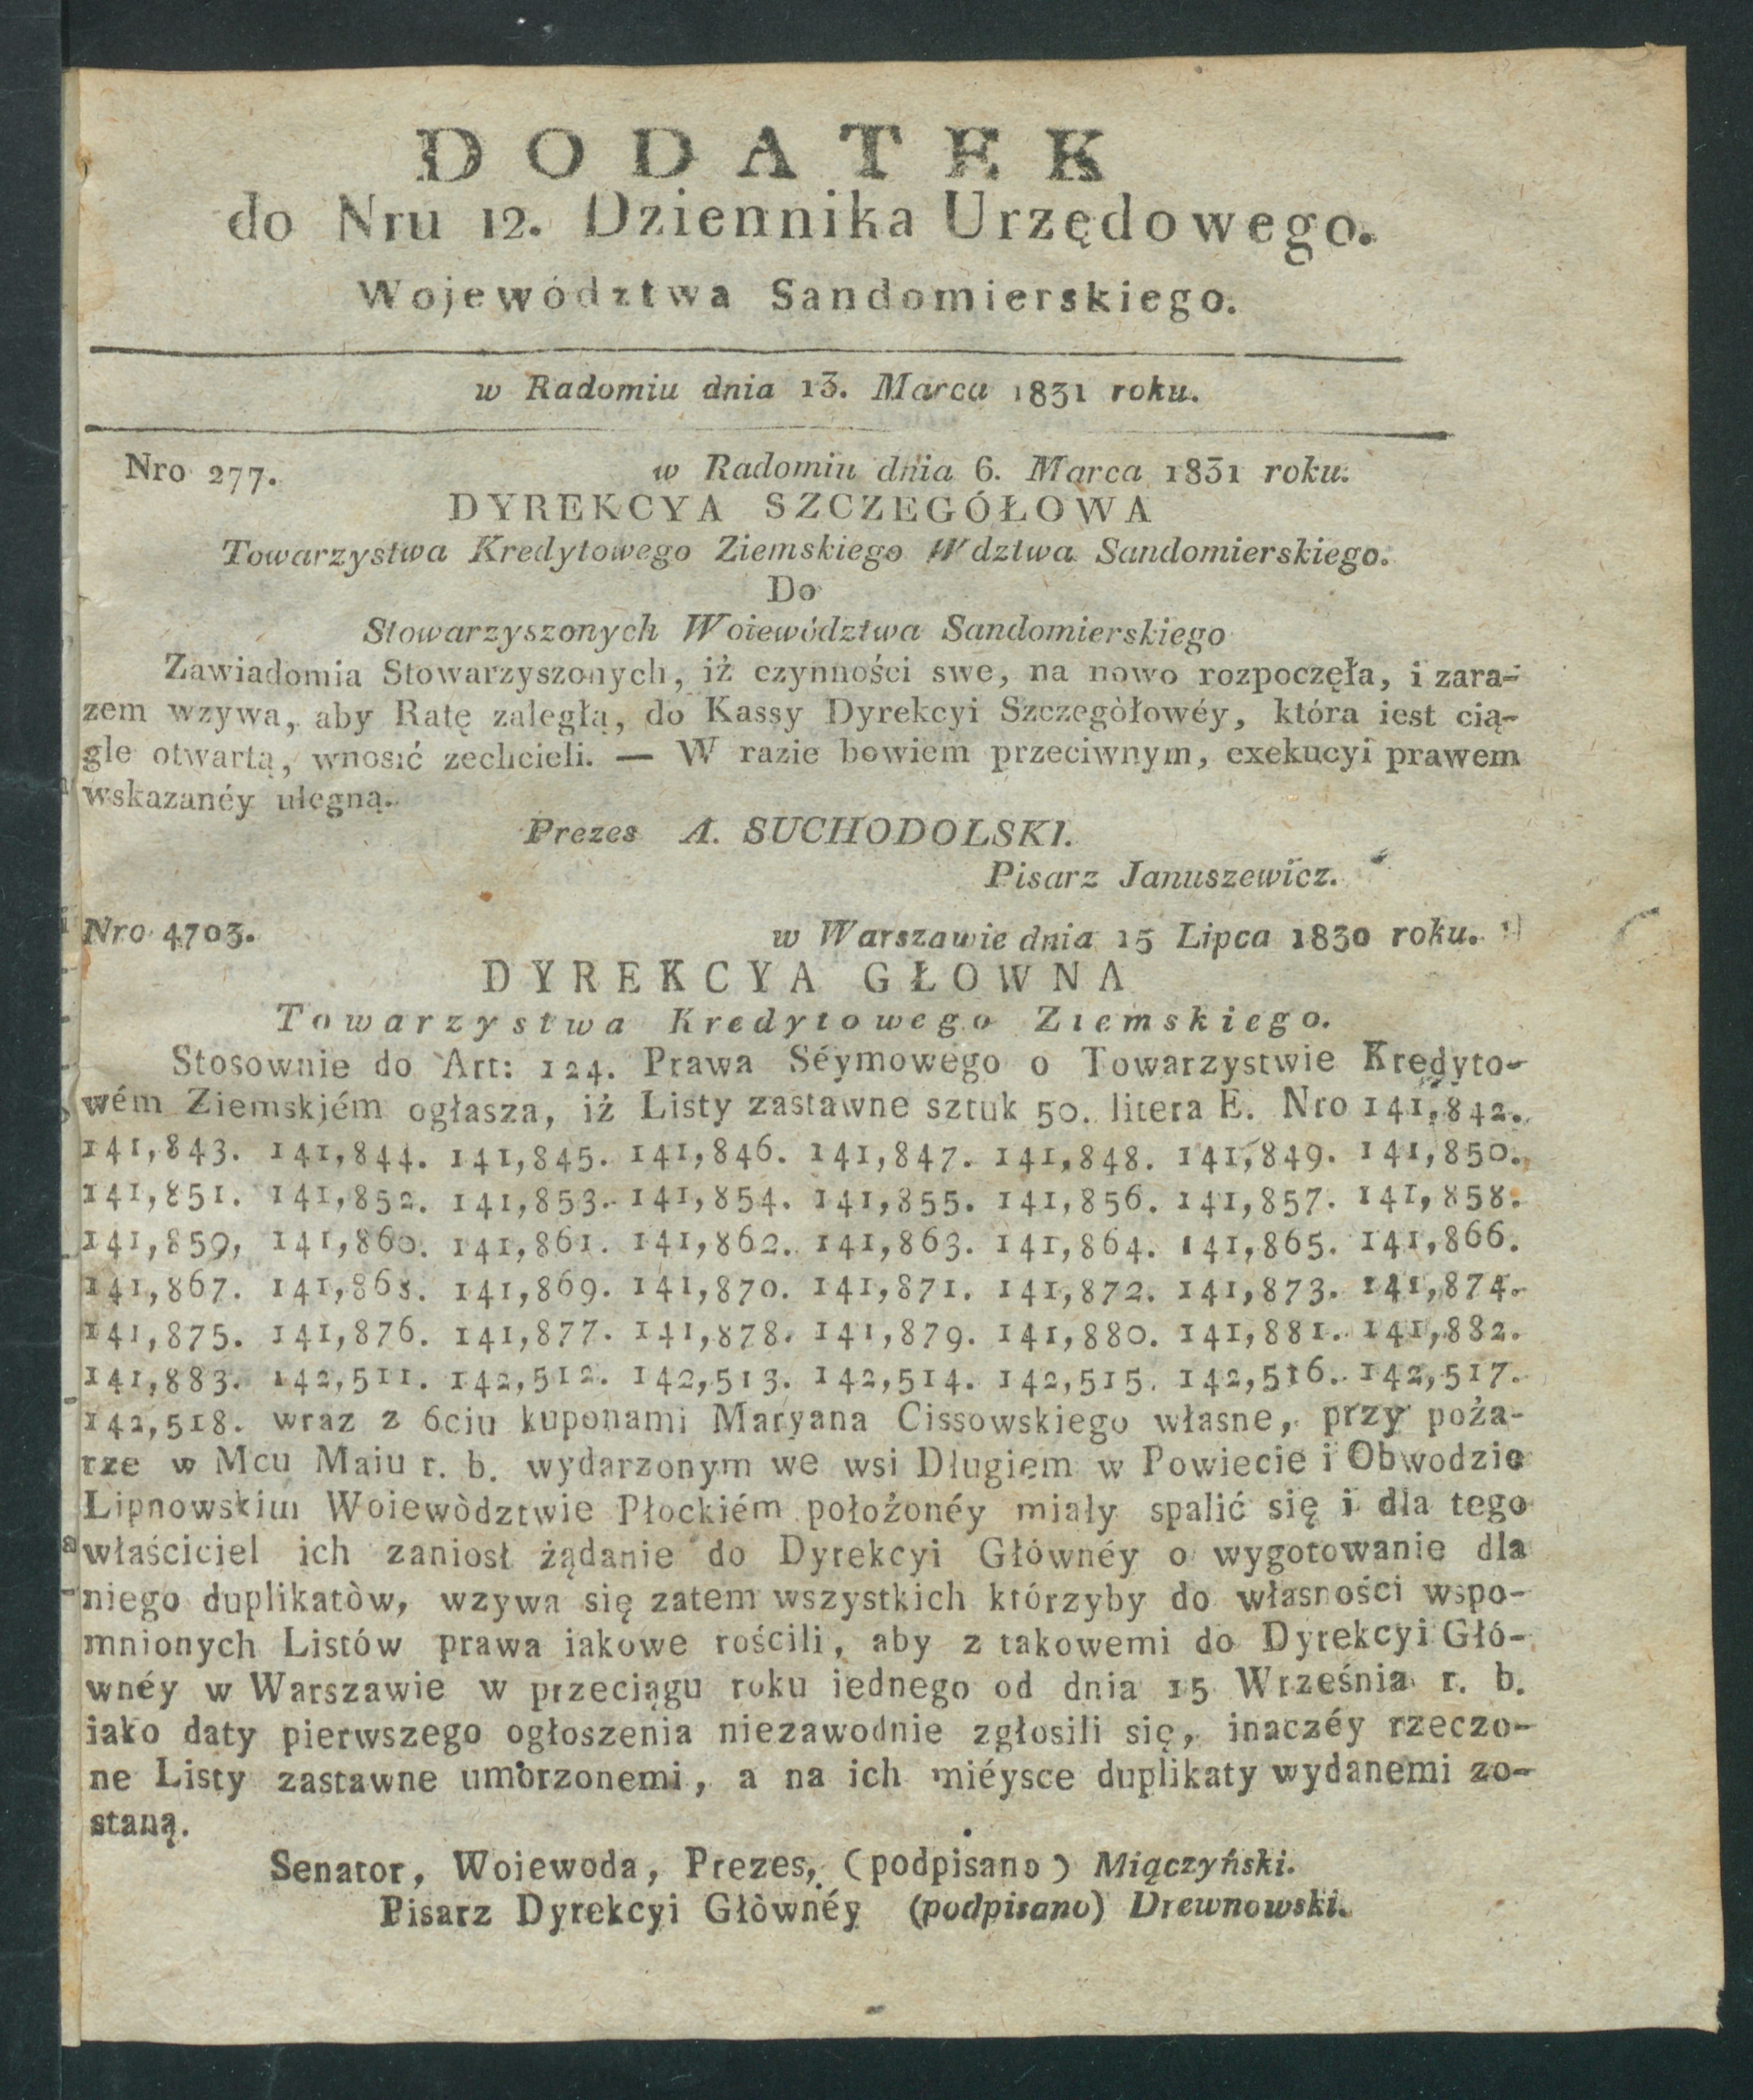 DODATEK
do Nru 12. Dziennika Urzędowego.
Województwa Sandomierskiego.
w Radomiu dnia 13. Marca 1831 roku.
Nro 277. w Radomiu dnia 6. Marca 1831 roku.
DYREKCYA SZCZEGÓŁOWA
Towarzystwa Kredytowego Ziemskiego Wdztwa Sandomierskiego.
Do
Stowarzyszonych Woiewództwa Sandomierskiego
Zawiadomia Stowarzyszonych, iż czynności swe, na nowo rozpoczęła, i zara-
zem wzywa, aby Ratę zaległą, do Kassy Dyrekcyi Szczegòłowéy, która iest cią-
gle otwartą, wnosić zechcieli. — W razie bowiem przeciwnym, exekucyi prawem
wskazanéy ulegną.
Prezes A. SUCHODOLSKI.
Pisarz Januszewicz.
Nro 4703. w Warszawie dnia 15 Lipca 1830 roku.
DYREKCYA GŁOWNA
Towarzystwa Kredytowego Ziemskiego.
Stosownie do Art: 124. Prawa Séymowego o Towarzystwie Kredyto-
wém Ziemskjém ogłasza, iż Listy zastawne sztuk 50. litera E. Nro 141,842.
141,843. 141,844. 141,845. 141,846. 141,847. 141,848. 141,849. 141,850.
141,851. 141,852. 141,853. 141,854. 141,855. 141,856. 141,857. 141,858.
141,859, 141,860. 141,861. 141,862. 141,863. 141,864. 141,865. 141,866.
141,867. 141,868. 141,869. 141,870. 141,871. 141,872. 141,873. 141,874.
141,875. 141,876. 141,877. 141,878. 141,879. 141,880. 141,881. 141,882.
141,883. 142,511. 142,512. 142,513. 142,514. 142,515. 142,516. 142,517.
142,518. wraz z 6ciu kuponami Maryana Cissowskiego własne, przy poża-
rze w Mcu Maiu r. b. wydarzonym we wsi Długiem w Powiecie i Obwodzie
Lipnowskim Woiewòdztwie Płockiém położonéy miały spalić się i dla tego
właściciel ich zaniosł żądanie do Dyrekcyi Głównéy o wygotowanie dla
niego duplikatòw, wzywa się zatem wszystkich którzyby do własności wspo-
mnionych Listów prawa iakowe rościli, aby z takowemi do Dyrekcyi Głó-
wnéy w Warszawie w przeciągu roku iednego od dnia 15 Września r. b.
iako daty pierwszego ogłoszenia niezawodnie zgłosili się, inaczéy rzeczo-
ne Listy zastawne umorzonemi, a na ich miéysce duplikaty wydanemi zo-
staną.
Senator, Woiewoda, Prezes, (podpisano) Miączyński.
Pisarz Dyrekcyi Głòwnéy (podpisano) Drewnowski.